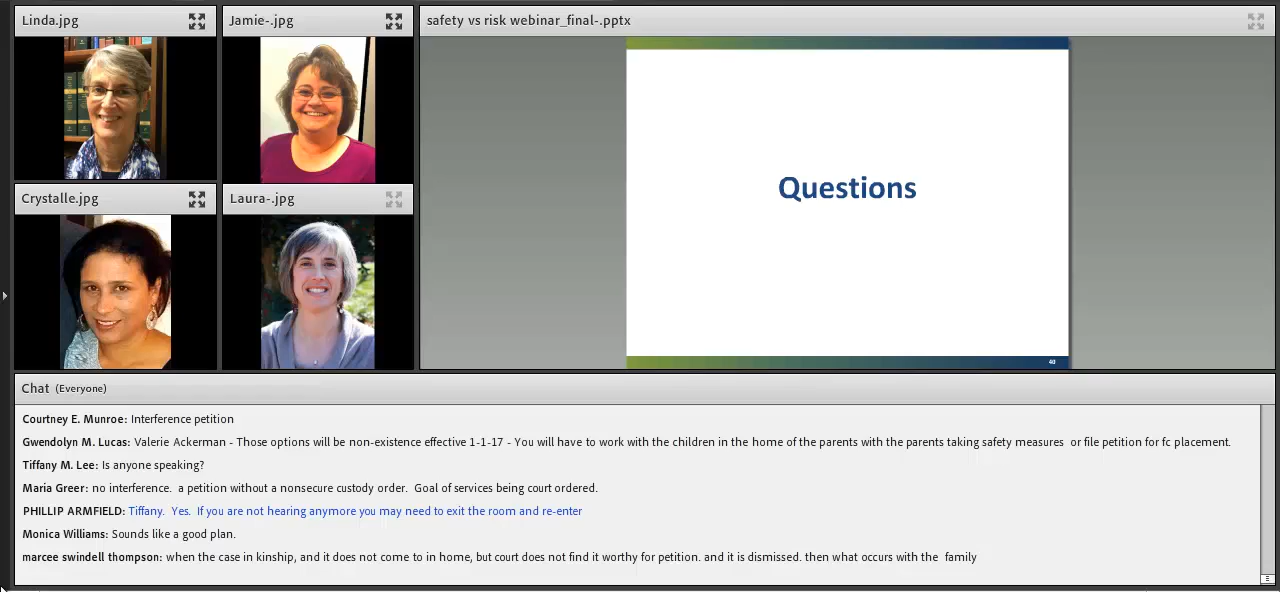 Linda.jpg
Jamie-.jpg
safety vs risk webinar_final-.pptx
Crystalle.jpg
Laura-.jpg
Questions
40
Chat (Everyone)
Courtney E. Munroe: Interference petition
Gwendolyn M. Lucas: Valerie Ackerman - Those options will be non-existence effective 1-1-17 - You will have to work with the children in the home of the parents with the parents taking safety measures or file petition for fc placement.
Tiffany M. Lee: Is anyone speaking?
Maria Greer: no interference. a petition without a nonsecure custody order. Goal of services being court ordered.
PHILLIP ARMFIELD: Tiffany. Yes. If you are not hearing anymore you may need to exit the room and re-enter
Monica Williams: Sounds like a good plan.
marcee swindell thompson: when the case in kinship, and it does not come to in home, but court does not find it worthy for petition. and it is dismissed. then what occurs with the family